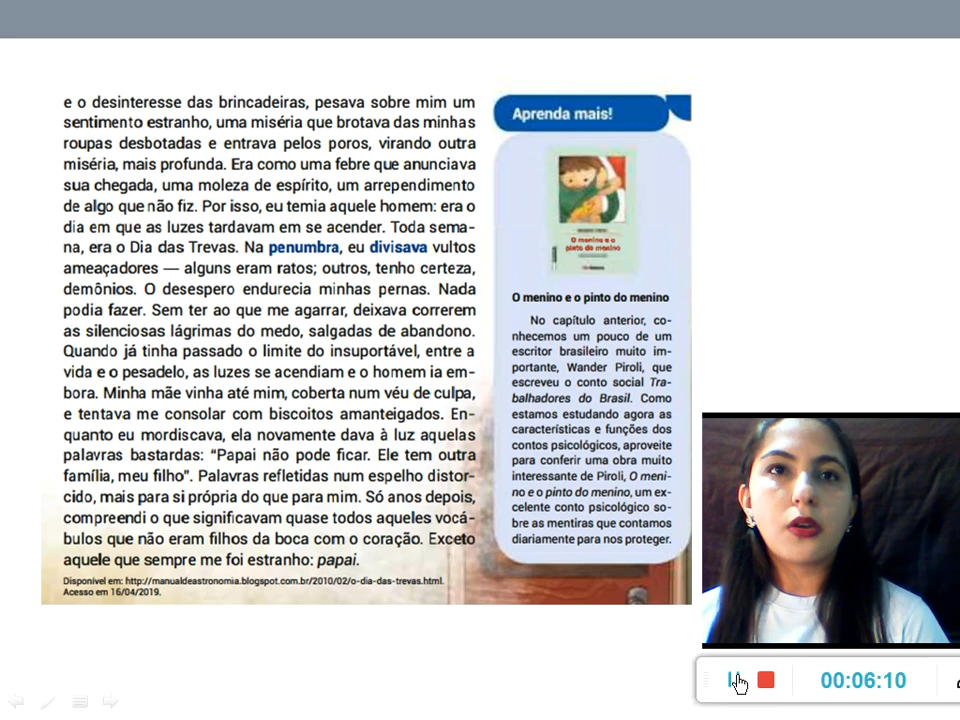 e o desinteresse das brincadeiras, pesava sobre mim um
sentimento estranho, uma miséria que brotava das minhas
roupas desbotadas e entrava pelos poros, virando outra
miséria, mais profunda. Era como uma febre que anunciava
sua chegada, uma moleza de espírito, um arrependimento
de algo que não fiz. Por isso, eu temia aquele homem: era o
dia em que as luzes tardavam em se acender. Toda sema-
na, era o Dia das Trevas. Na penumbra, eu divisava vultos
ameaçadores — alguns eram ratos; outros, tenho certeza,
demônios. O desespero endurecia minhas pernas. Nada
podia fazer. Sem ter ao que me agarrar, deixava correrem
as silenciosas lágrimas do medo, salgadas de abandono.
Quando já tinha passado o limite do insuportável, entre a
vida e o pesadelo, as luzes se acendiam e o homem ia em-
bora. Minha mãe vinha até mim, coberta num véu de culpa,
e tentava me consolar com biscoitos amanteigados. En-
quanto eu mordiscava, ela novamente dava à luz aquelas
palavras bastardas: “Papai não pode ficar. Ele tem outra
família, meu filho”. Palavras refletidas num espelho distor-
cido, mais para si própria do que para mim. Só anos depois,
compreendi o que significavam quase todos aqueles vocá-
bulos que não eram filhos da boca com o coração. Exceto
aquele que sempre me foi estranho: papai.
Disponível em: http://manualdeastronomia.blogspot.com.br/2010/02/o-dia-das-trevas.html.
Acesso em 16/04/2019.
Aprenda mais!
O menino e o
pinto do menino
O menino e o pinto do menino
No capítulo anterior, co-
nhecemos um pouco de um
escritor brasileiro muito im-
portante, Wander Piroli, que
escreveu o conto social Tra-
balhadores do Brasil. Como
estamos estudando agora as
características e funções dos
contos psicológicos, aproveite
para conferir uma obra muito
interessante de Piroli, O meni-
no e o pinto do menino, um ex-
celente conto psicológico so-
bre as mentiras que contamos
diariamente para nos proteger.
00:06:10